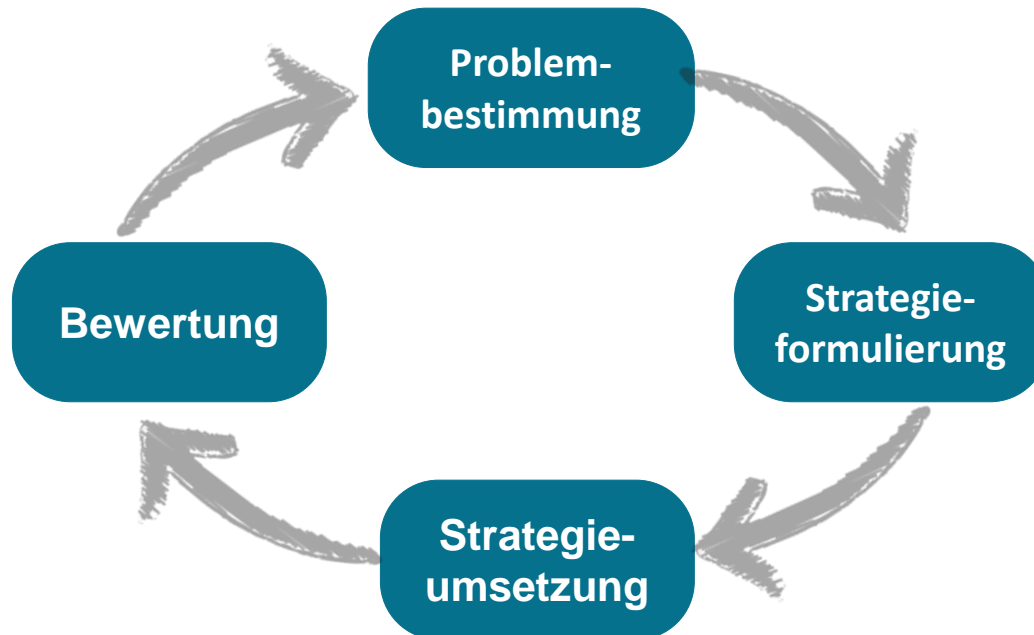 Problem-
bestimmung
Strategie-
formulierung
Strategie-
umsetzung
Bewertung